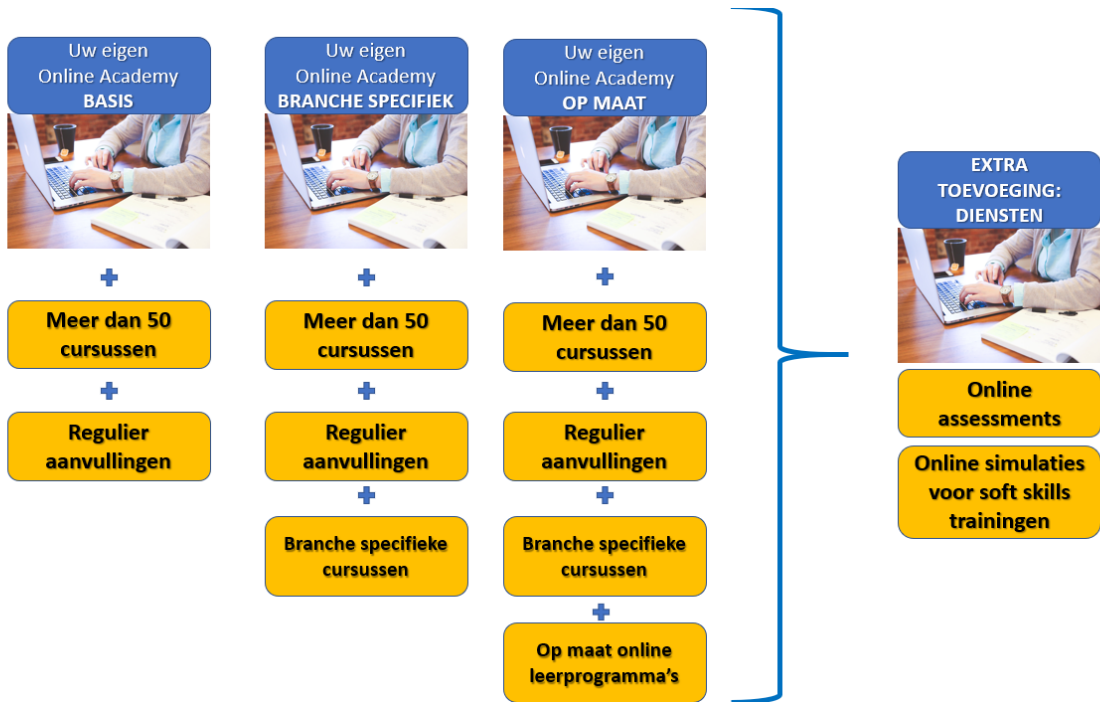 Uw eigen
Online Academy
BASIS
Meer dan 50
cursussen
Regulier
aanvullingen
Uw eigen
Online Academy
BRANCHE SPECIFIEK
Meer dan 50
cursussen
Regulier
aanvullingen
Branche specifieke
cursussen
Uw eigen
Online Academy
OP MAAT
Meer dan 50
cursussen
Regulier
aanvullingen
Branche specifieke
cursussen
Op maat online
leerprogramma's
EXTRA
TOEVOEGING:
DIENSTEN
Online
assessments
Online simulaties
voor soft skills
trainingen